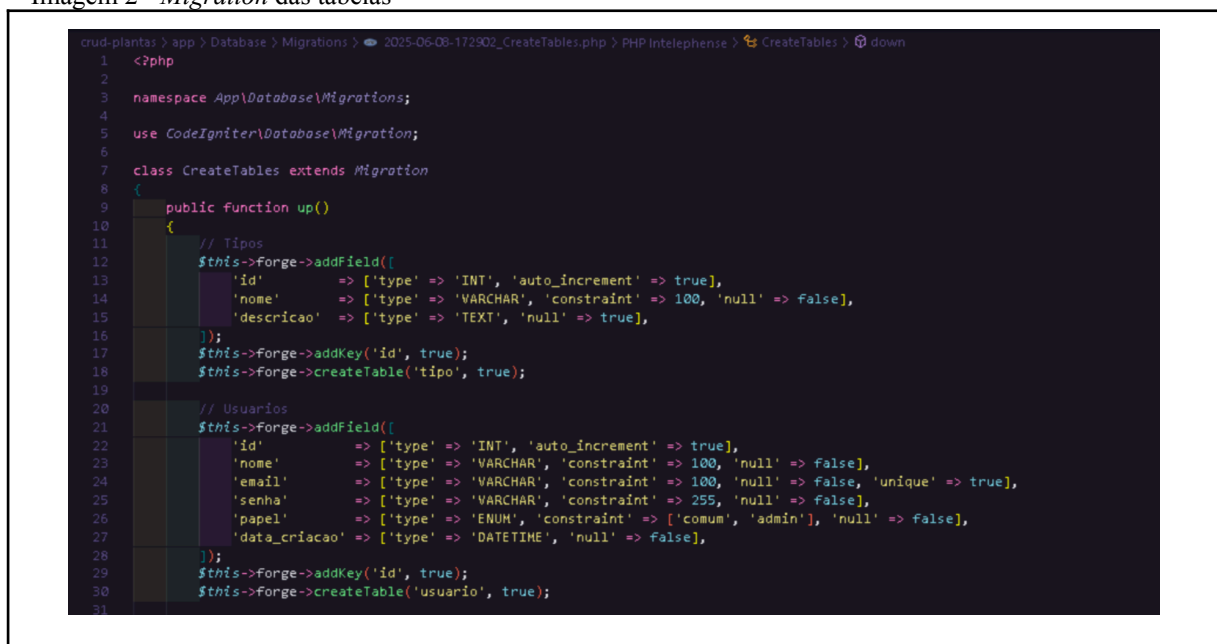 Imagem 2 - Migration das tabelas
crud-plantas > app > Database > Migrations > 2025-06-08-172902_CreateTables.php > PHP Intelephense > CreateTables > down
1 <?php
2
3 namespace App\Database\Migrations;
4
5 use CodeIgniter\Database\Migration;
6
7 class CreateTables extends Migration
8 {
9 public function up()
10 {
11 // Tipos
12 $this->forge->addField([
13 'id' => ['type' => 'INT', 'auto_increment' => true],
14 'nome' => ['type' => 'VARCHAR', 'constraint' => 100, 'null' => false],
15 'descricao' => ['type' => 'TEXT', 'null' => true],
16 ]);
17 $this->forge->addKey('id', true);
18 $this->forge->createTable('tipo', true);
19
20 // Usuarios
21 $this->forge->addField([
22 'id' => ['type' => 'INT', 'auto_increment' => true],
23 'nome' => ['type' => 'VARCHAR', 'constraint' => 100, 'null' => false],
24 'email' => ['type' => 'VARCHAR', 'constraint' => 100, 'null' => false, 'unique' => true],
25 'senha' => ['type' => 'VARCHAR', 'constraint' => 255, 'null' => false],
26 'papel' => ['type' => 'ENUM', 'constraint' => ['comum', 'admin'], 'null' => false],
27 'data_criacao' => ['type' => 'DATETIME', 'null' => false],
28 ]);
29 $this->forge->addKey('id', true);
30 $this->forge->createTable('usuario', true);
31